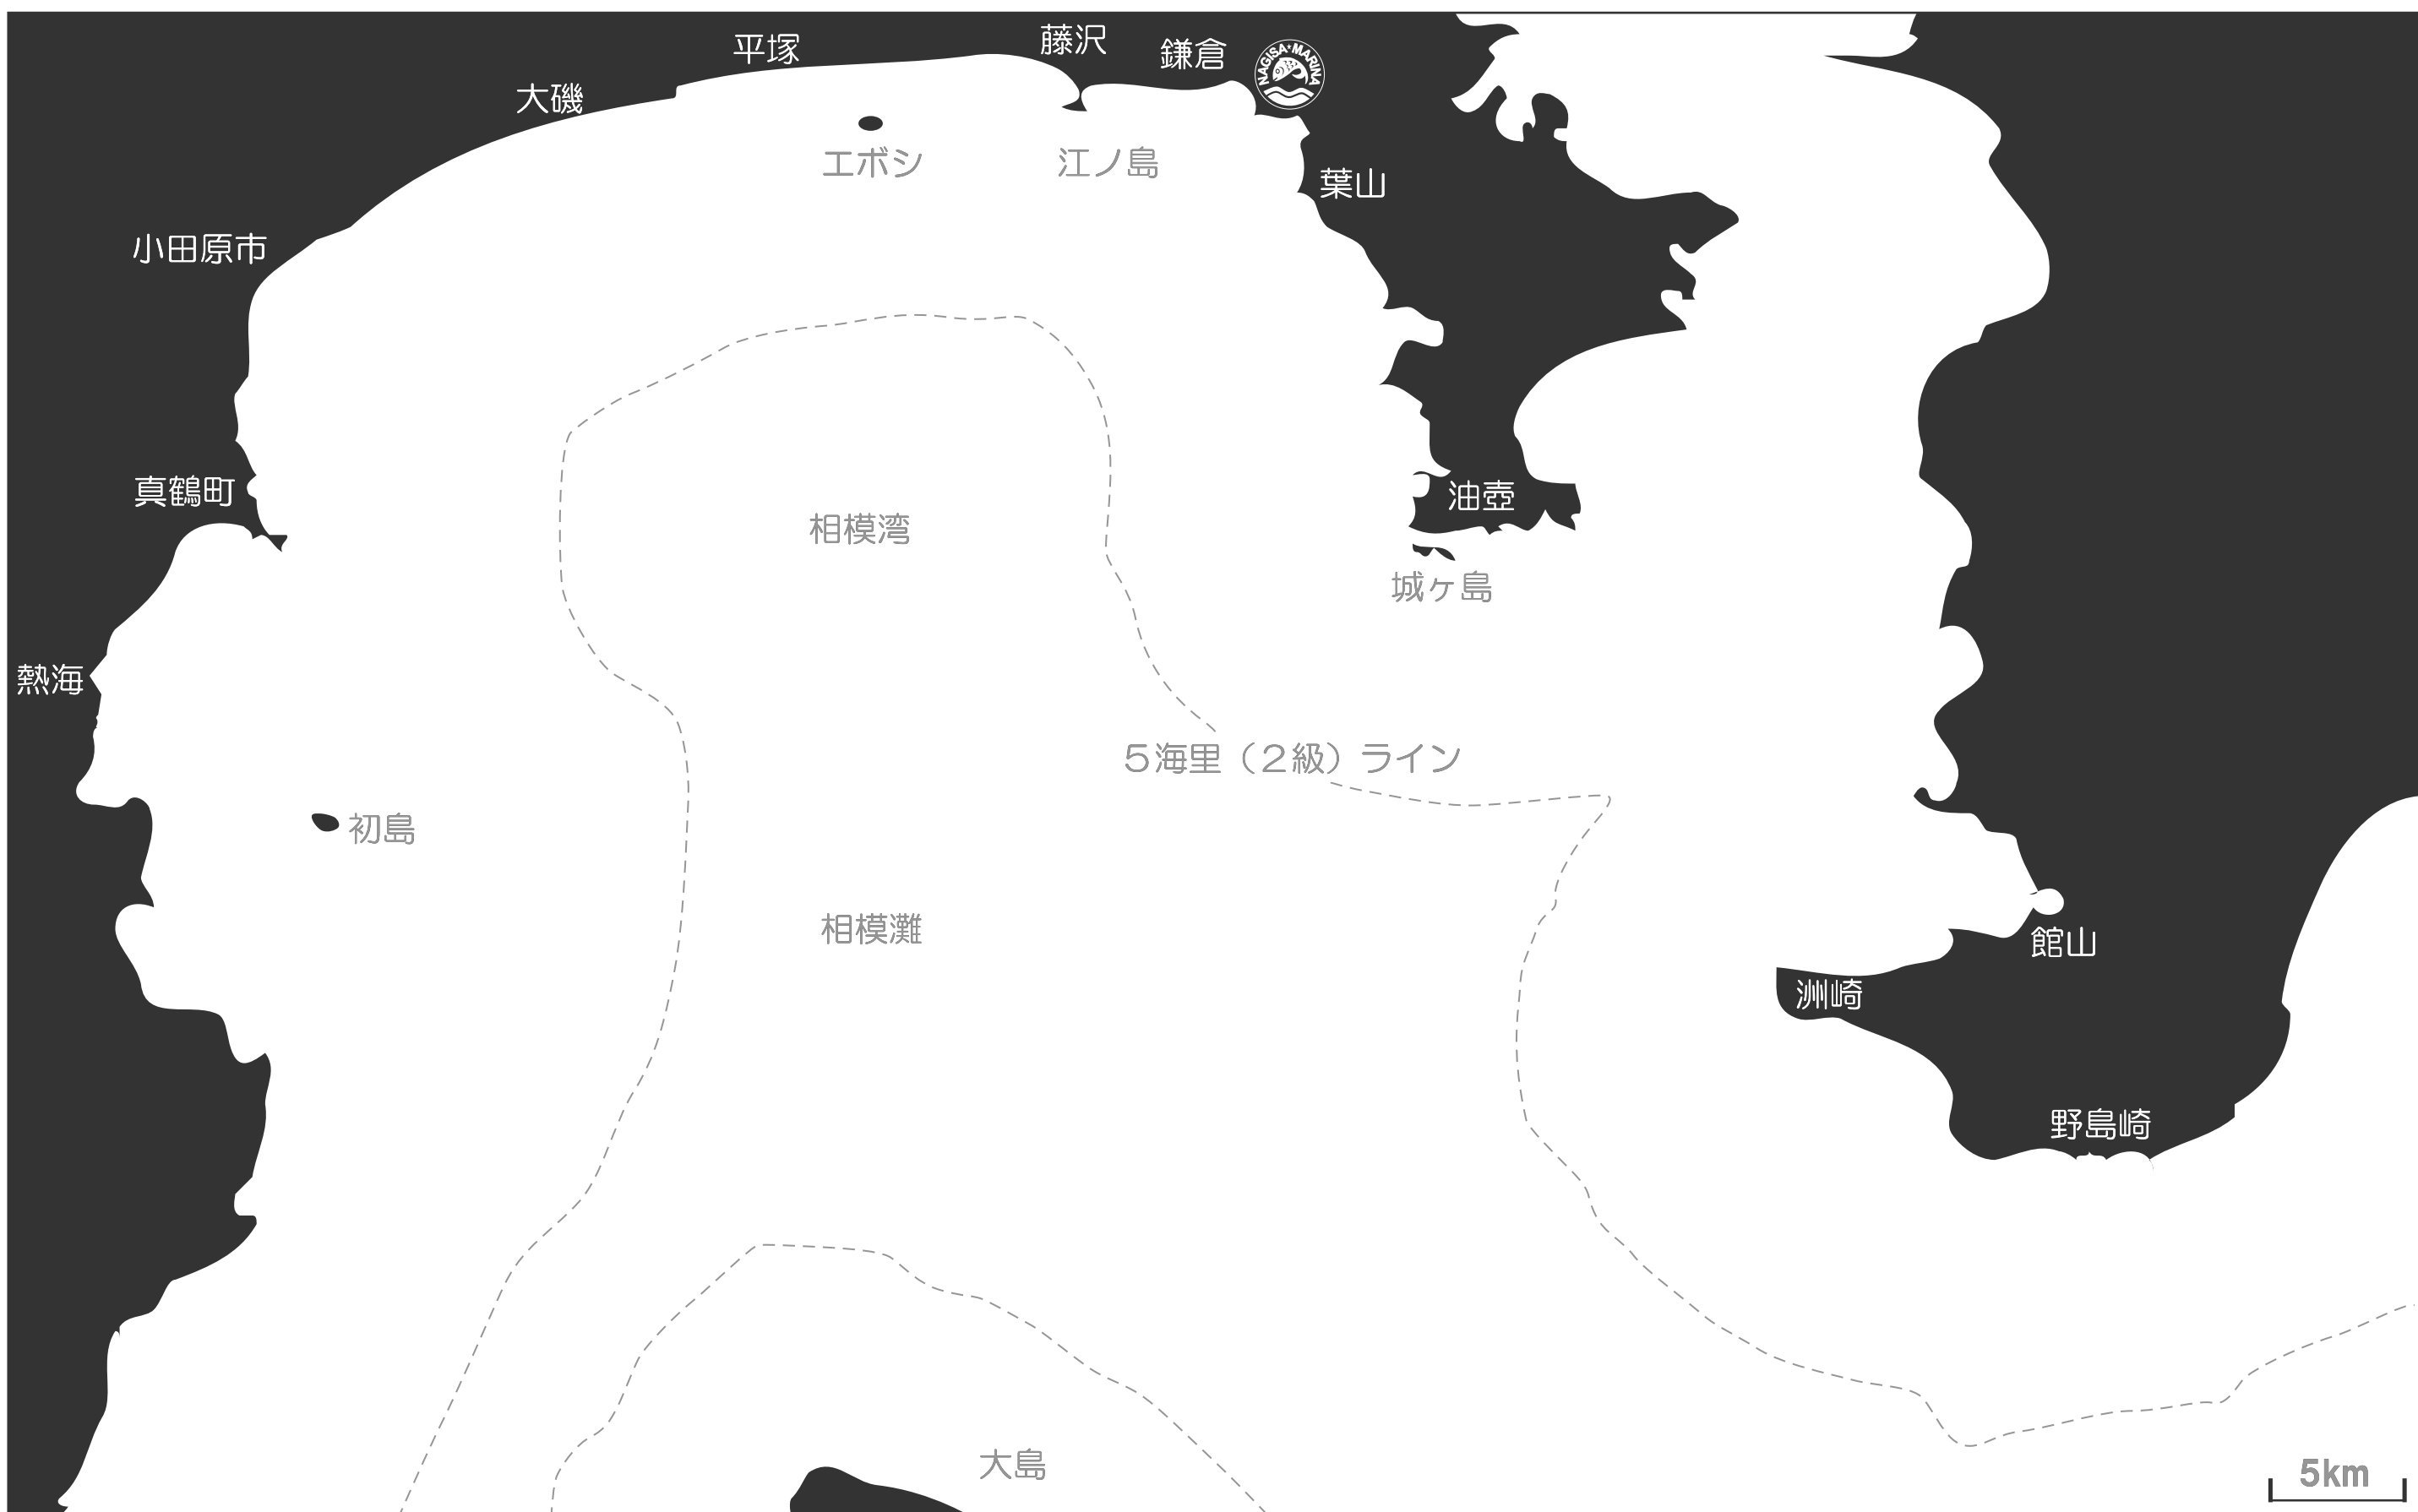 藤沢
平塚
鎌倉
NAGISA★MARINA
大磯
エボシ
江ノ島
葉山
小田原市
真鶴町
油壺
相模湾
城ヶ島
熱海
5海里（2級）ライン
初島
相模灘
館山
洲崎
野島崎
大島
5km